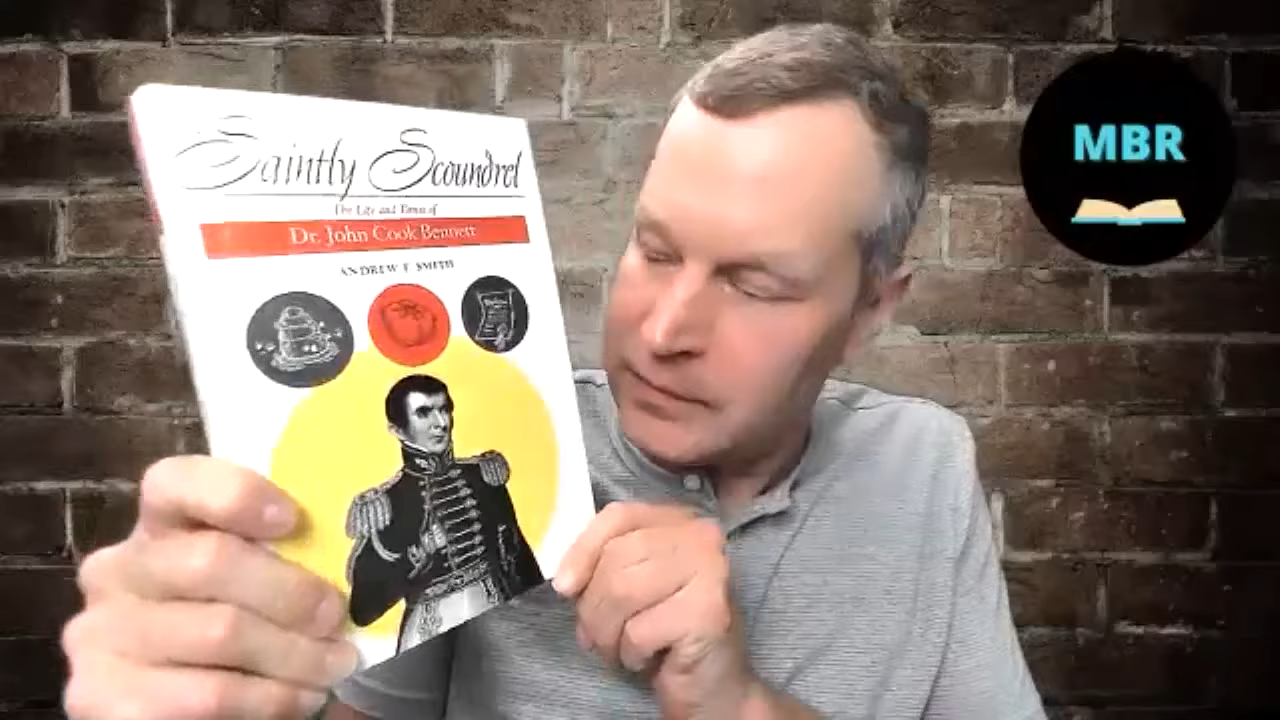 Saintly Scoundrel
The Life and Times of
Dr. John Cook Bennett
ANDREW F. SMITH
MBR